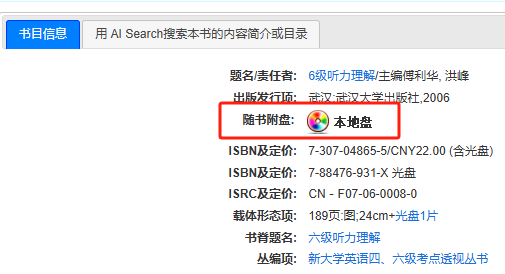 书目信息 用 AI Search搜索本书的内容简介或目录
题名/责任者: 6级听力理解/主编傅利华, 洪峰
出版发行项: 武汉:武汉大学出版社,2006
随书附盘: 本地盘
ISBN及定价: 7-307-04865-5/CNY22.00 (含光盘)
ISBN及定价: 7-88476-931-X 光盘
ISRC及定价: CN - F07-06-0008-0
载体形态项: 189页:图;24cm+光盘1片
书脊题名: 六级听力理解
丛编项: 新大学英语四、六级考点透视丛书